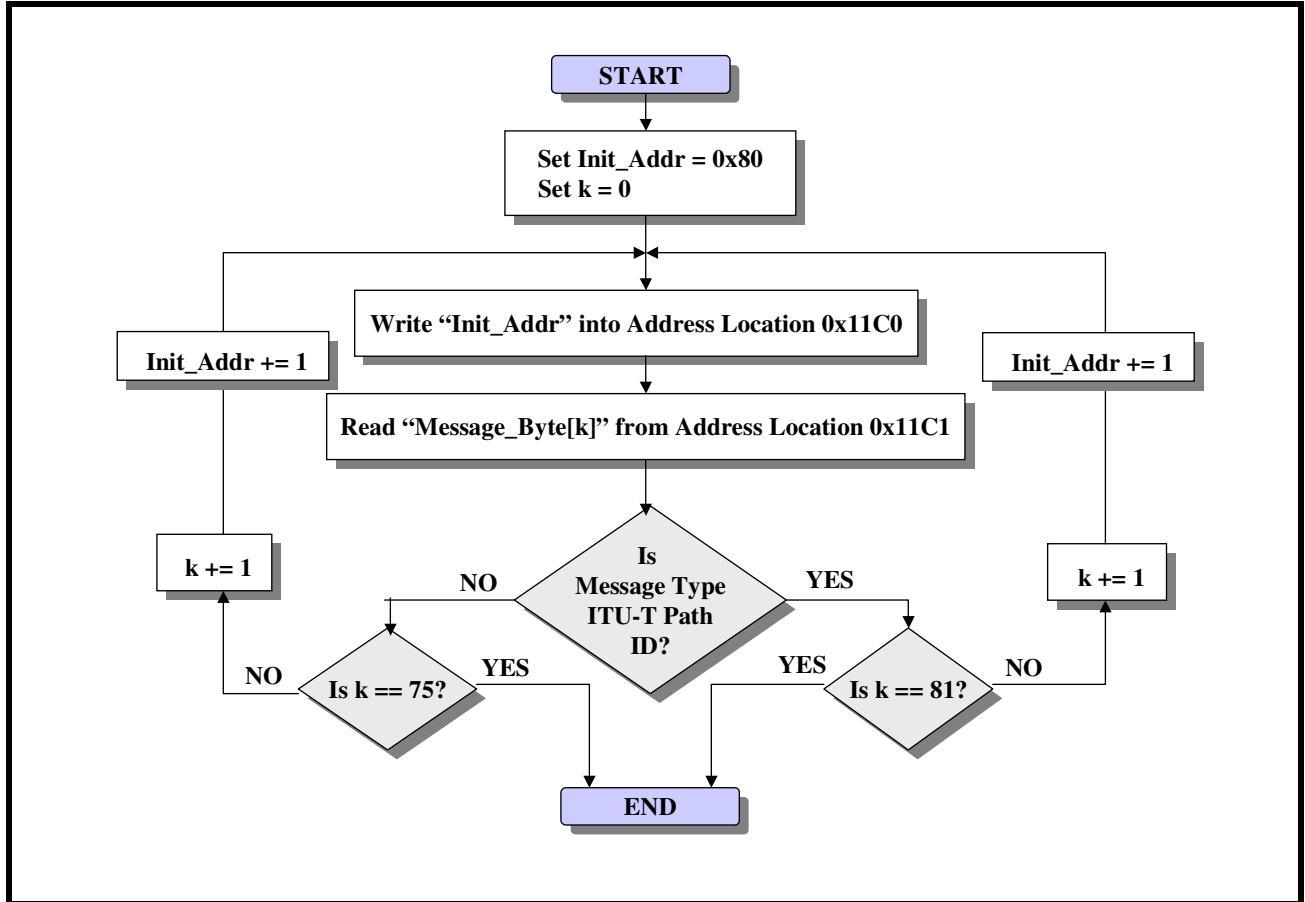 START
Set Init_Addr = 0x80
Set k = 0
Write “Init_Addr” into Address Location 0x11C0
Init_Addr += 1
Init_Addr += 1
Read “Message_Byte[k]” from Address Location 0x11C1
k += 1
Is
Message Type
ITU-T Path
ID?
NO
YES
k += 1
NO
Is k == 75?
YES
YES
Is k == 81?
NO
END